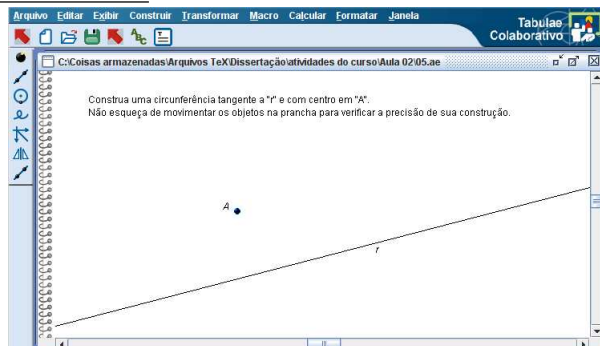 Arquivo Editar Exibir Construir Transformar Macro Calcular Formatar Janela
Tabulae
Colaborativo
C:\Coisas armazenadas\Arquivos TeX\Dissertação\atividades do curso\Aula 02\05.ae
Construa uma circunferência tangente a "r" e com centro em "A".
Não esqueça de movimentar os objetos na prancha para verificar a precisão de sua construção.
A
r